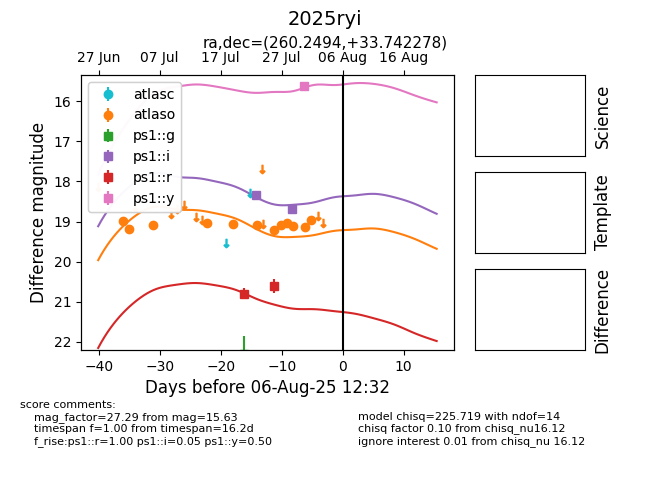 2025ryi
ra,dec=(260.2494,+33.742278)
27 Jun 07 Jul 17 Jul 27 Jul 06 Aug 16 Aug
atlasc
atlaso
ps1::g
ps1::i
ps1::r
ps1::y
16
17
18
19
20
21
22
Difference magnitude
−40 −30 −20 −10 0 10
Days before 06-Aug-25 12:32
Science
Template
Difference
score comments:
mag_factor=27.29 from mag=15.63
timespan f=1.00 from timespan=16.2d
f_rise:ps1::r=1.00 ps1::i=0.05 ps1::y=0.50
model chisq=225.719 with ndof=14
chisq factor 0.10 from chisq_nu16.12
ignore interest 0.01 from chisq_nu 16.12